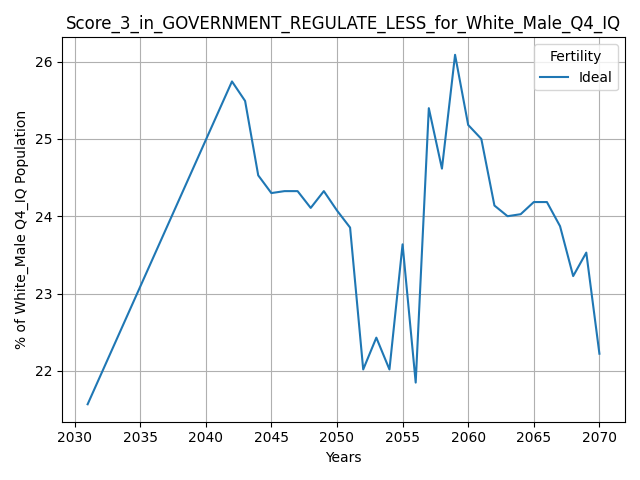 Score_3_in_GOVERNMENT_REGULATE_LESS_for_White_Male_Q4_IQ
Fertility
Ideal
% of White_Male Q4_IQ Population
26
25
24
23
22
2030 2035 2040 2045 2050 2055 2060 2065 2070
Years